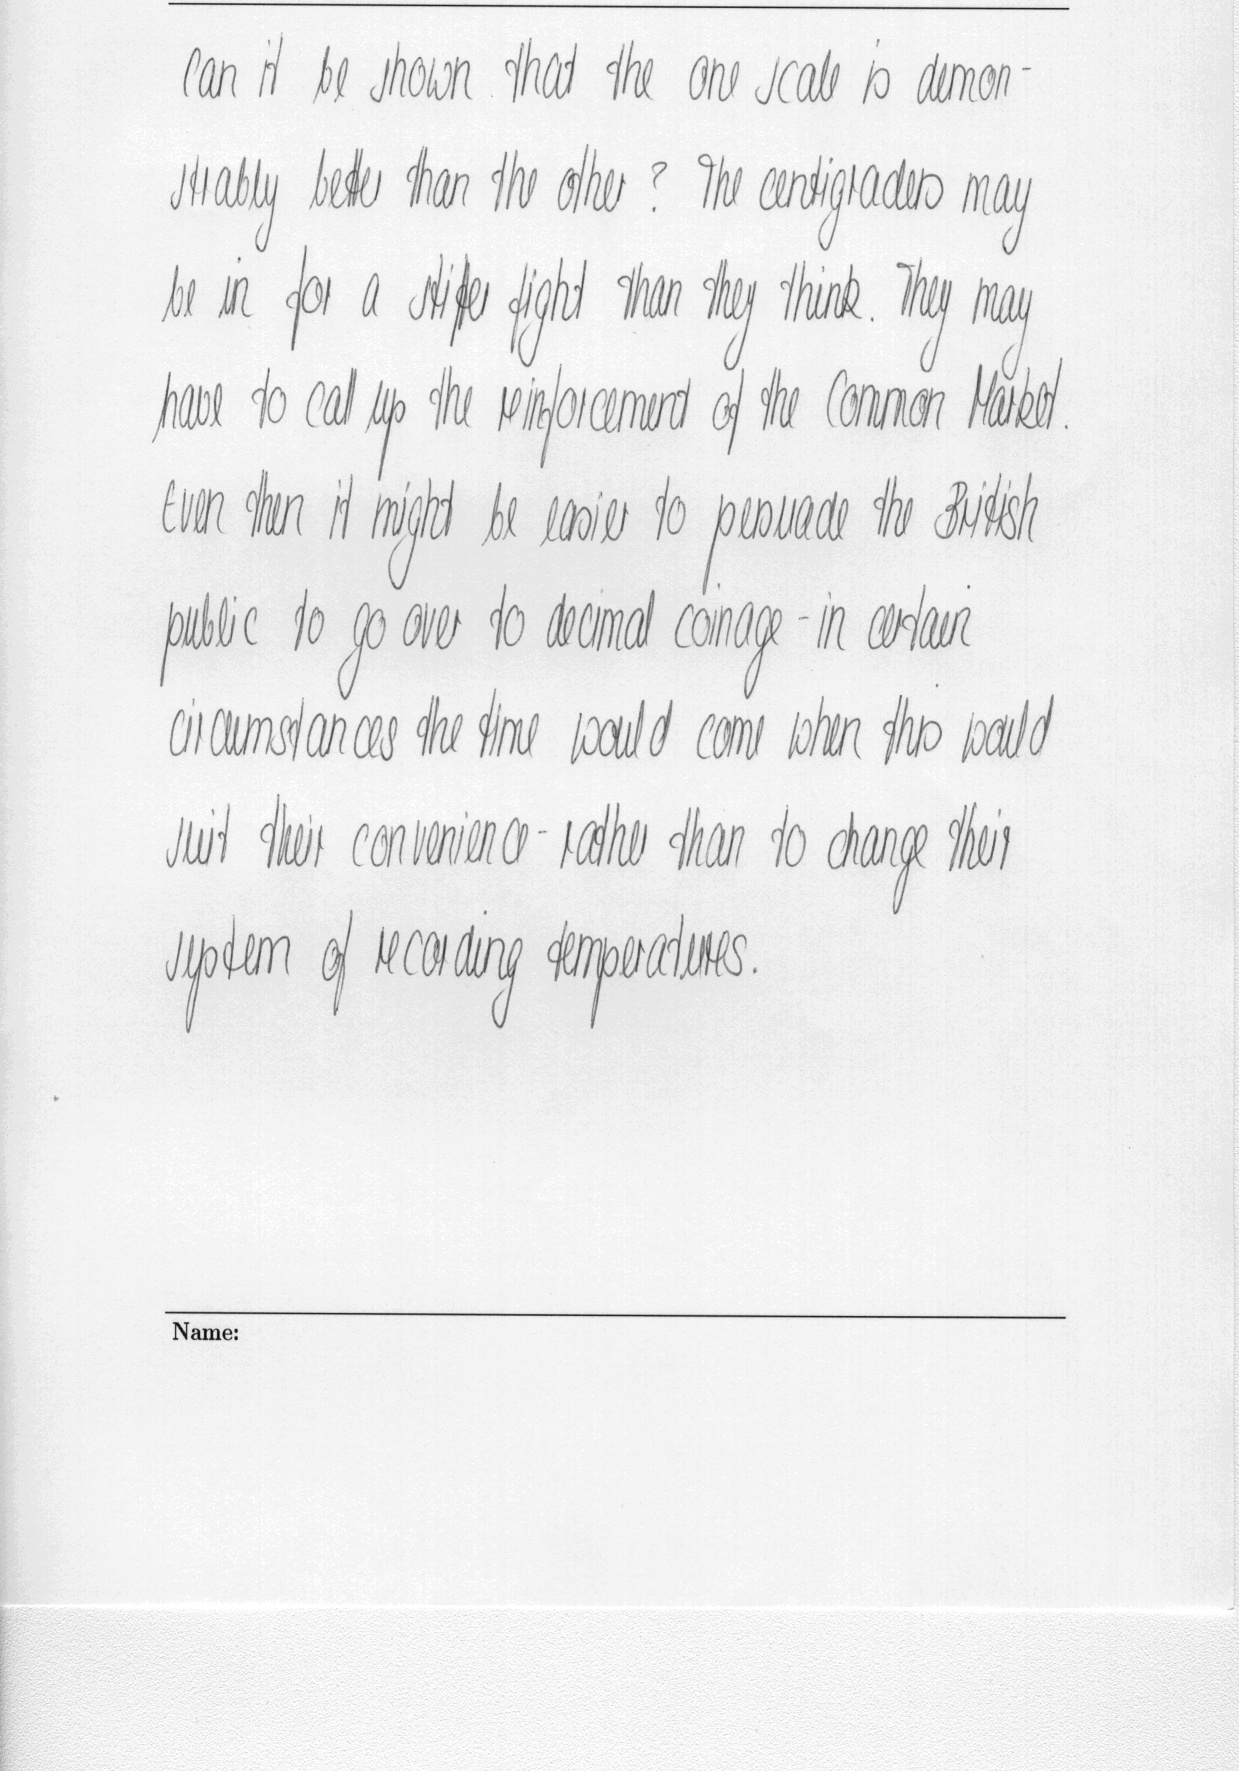 Can it be shown that the one scale is demon-
strably better than the other? The centigraders may
be in for a stiffer fight than they think. They may
have to call up the reinforcement of the Common Market.
Even then it might be easier to persuade the British
public to go over to decimal coinage - in certain
circumstances the time would come when this would
suit their convenience - rather than to change their
system of recording temperatures.
Name: